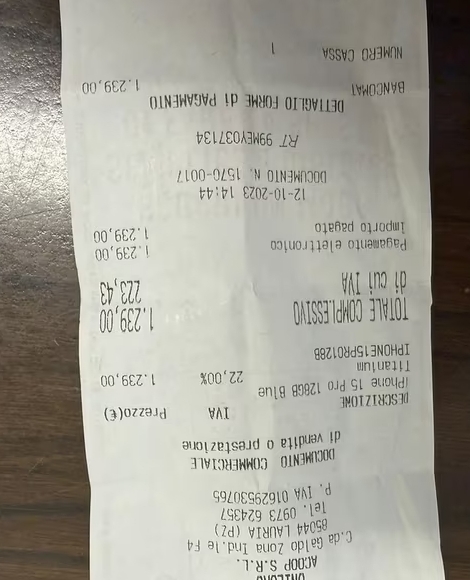 UNIEURO
ACOOP S.R.L.
C.da Galdo Zona Ind.le F4
85044 LAURIA (PZ)
Tel. 0973 624357
P. IVA 01629530765
DOCUMENTO COMMERCIALE
di vendita o prestazione
DESCRIZIONE IVA Prezzo(€)
iPhone 15 Pro 128GB Blue
Titanium 22,00% 1.239,00
IPHONE15PRO128B
TOTALE COMPLESSIVO 1.239,00
di cui IVA 223,43
Pagamento elettronico 1.239,00
Importo pagato 1.239,00
12-10-2023 14:44
DOCUMENTO N. 1570-0017
RT 99MEY037134
DETTAGLIO FORME di PAGAMENTO
BANCOMAT 1.239,00
NUMERO CASSA 1